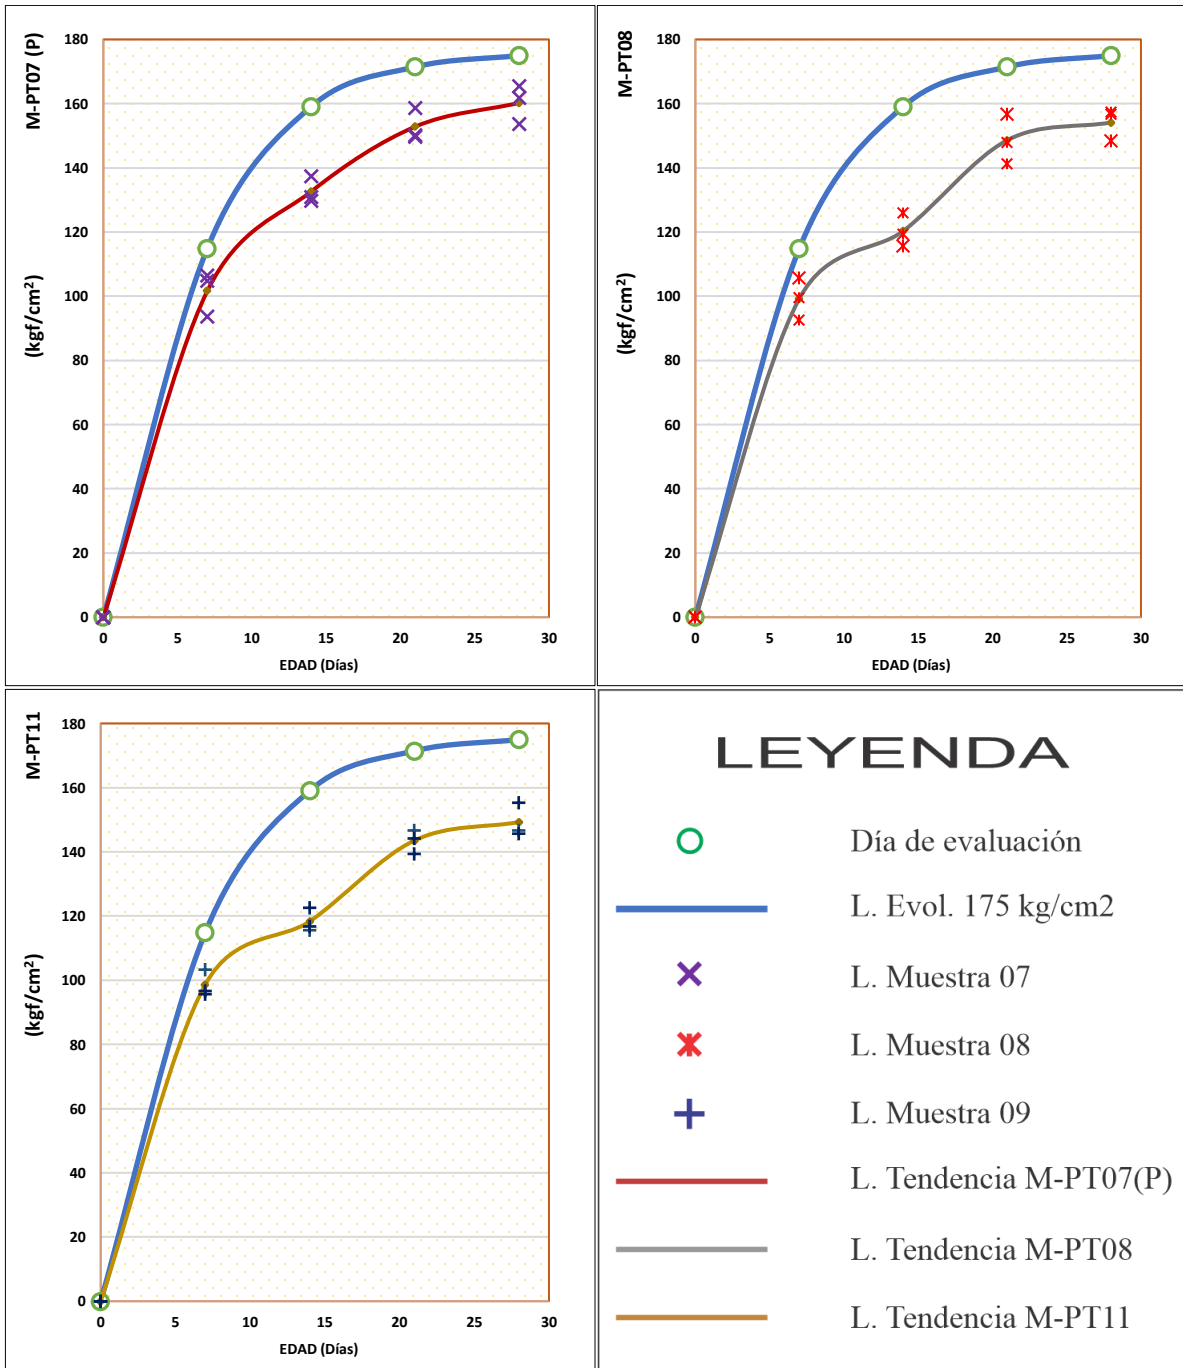 M-PT07 (P)
(kgf/cm²)
180
160
140
120
100
80
60
40
20
0
0 5 10 15 20 25 30
EDAD (Días)
M-PT08
(kgf/cm²)
180
160
140
120
100
80
60
40
20
0
0 5 10 15 20 25 30
EDAD (Días)
M-PT11
(kgf/cm²)
180
160
140
120
100
80
60
40
20
0
0 5 10 15 20 25 30
EDAD (Días)
LEYENDA
Día de evaluación
L. Evol. 175 kg/cm2
L. Muestra 07
L. Muestra 08
L. Muestra 09
L. Tendencia M-PT07(P)
L. Tendencia M-PT08
L. Tendencia M-PT11